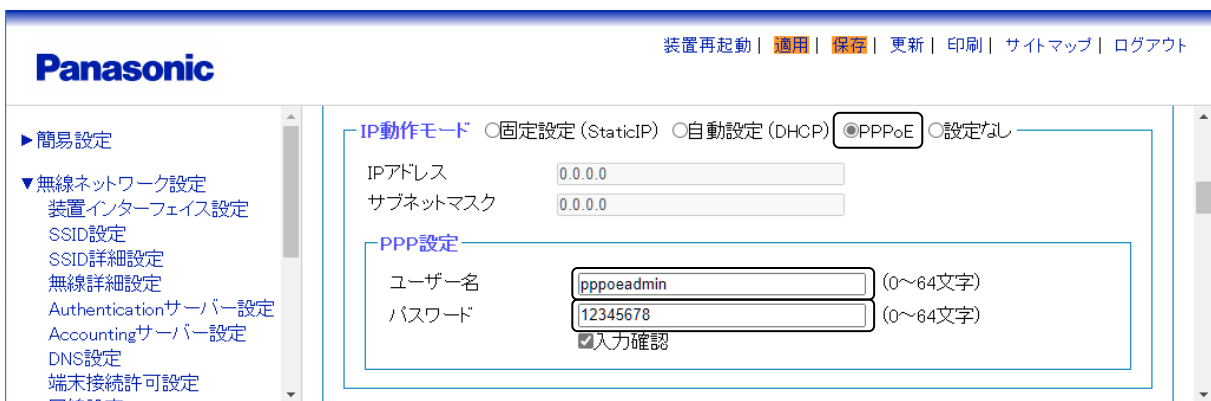 装置再起動| 適用| 保存| 更新| 印刷| サイトマップ| ログアウト
Panasonic
▶簡易設定
▼無線ネットワーク設定
装置インターフェイス設定
SSID設定
SSID詳細設定
無線詳細設定
Authenticationサーバー設定
Accountingサーバー設定
DNS設定
端末接続許可設定
IP動作モード ○固定設定(StaticIP) ○自動設定(DHCP) ◉PPPoE ○設定なし
IPアドレス 0.0.0.0
サブネットマスク 0.0.0.0
PPP設定
ユーザー名 pppoeadmin (0~64文字)
パスワード 12345678 (0~64文字)
☑入力確認